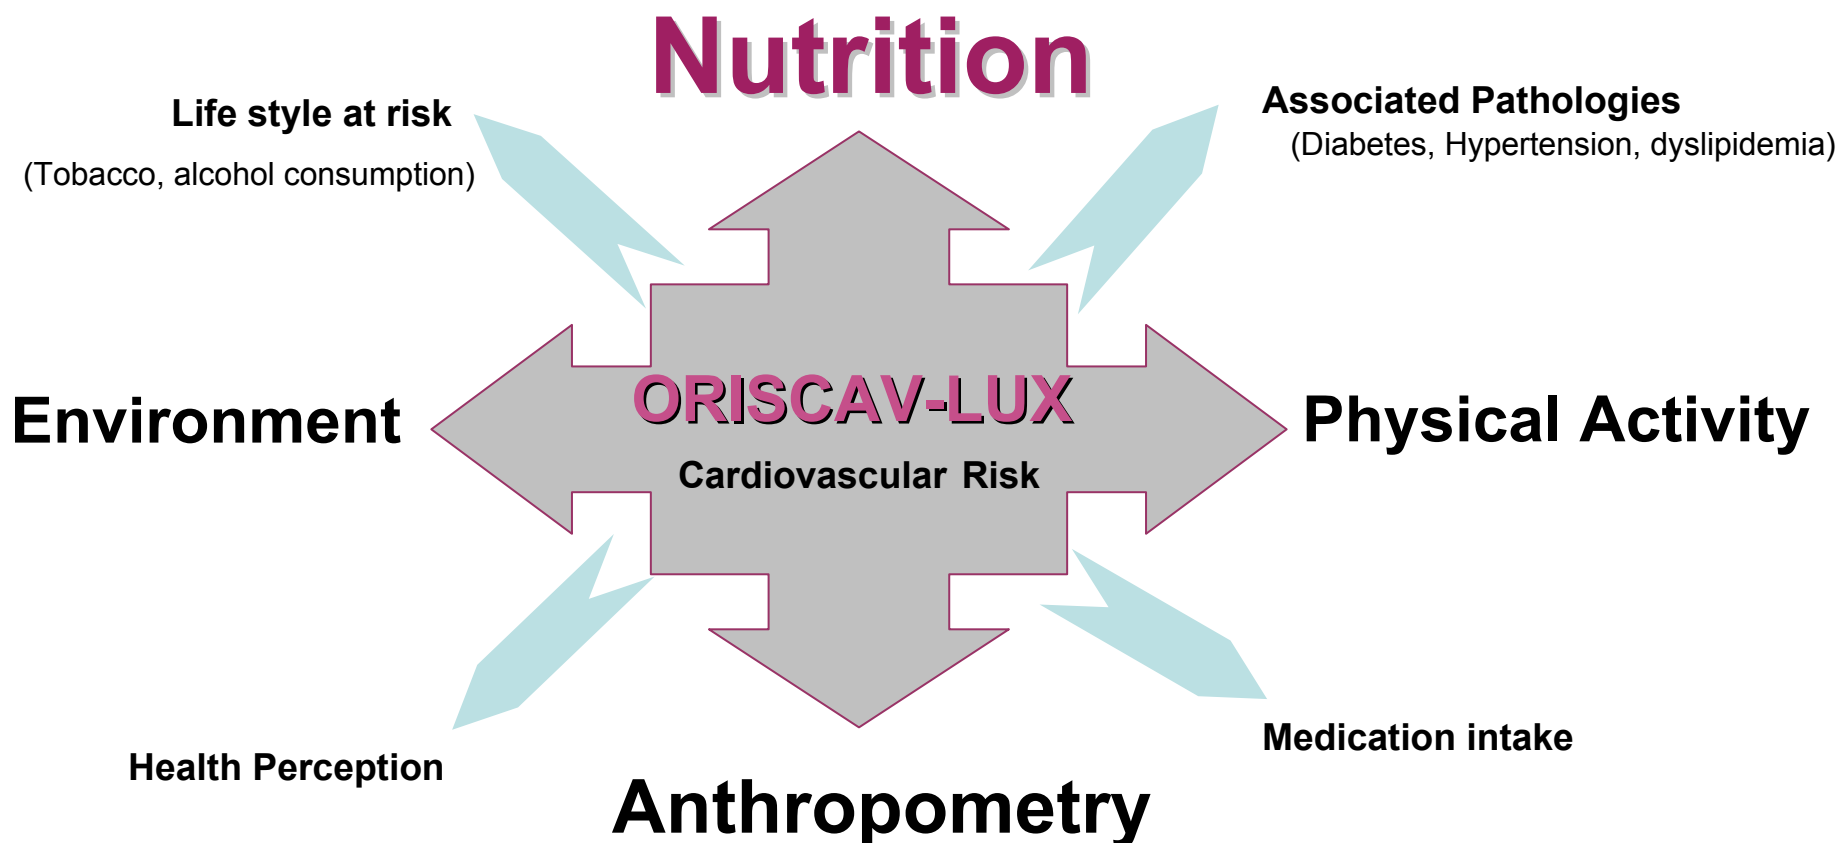 Nutrition
Life style at risk
(Tobacco, alcohol consumption)
Associated Pathologies
(Diabetes, Hypertension, dyslipidemia)
Environment
ORISCAV-LUX
Cardiovascular Risk
Physical Activity
Health Perception
Medication intake
Anthropometry